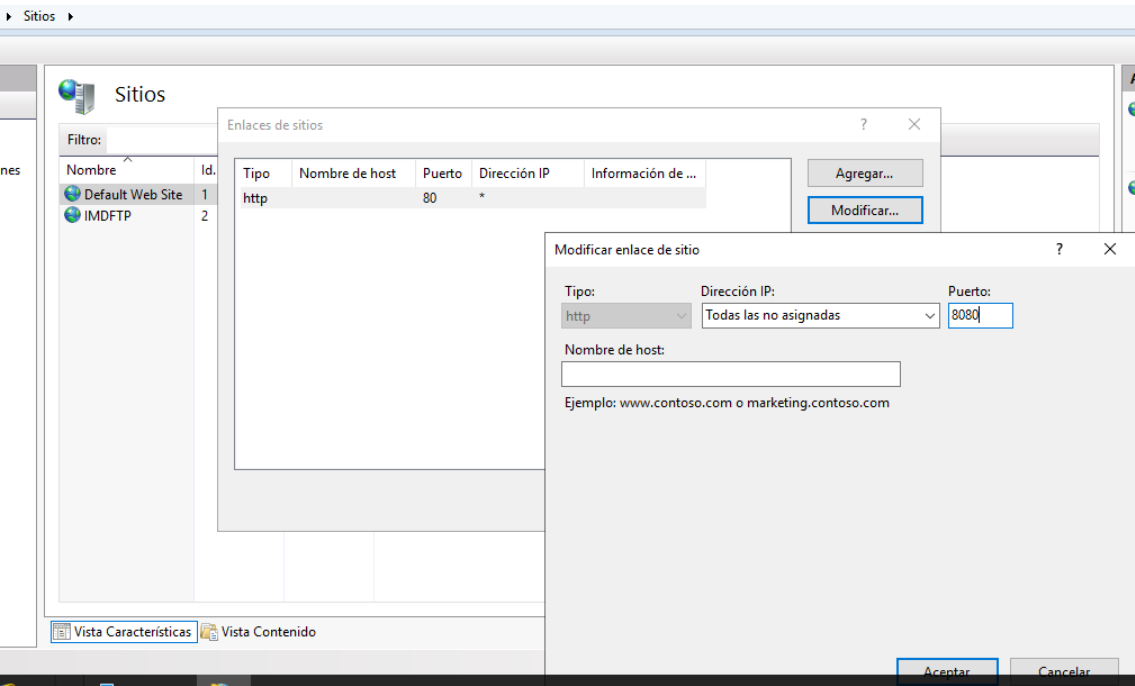 Sitios
Sitios
Filtro:
nes
Nombre Id.
Default Web Site 1
IMDFTP 2
Enlaces de sitios ?
Tipo Nombre de host Puerto Dirección IP Información de ...
http 80 *
Agregar...
Modificar...
Modificar enlace de sitio ?
Tipo: Dirección IP: Puerto:
http Todas las no asignadas 8080
Nombre de host:
Ejemplo: www.contoso.com o marketing.contoso.com
Vista Características Vista Contenido
Aceptar Cancelar